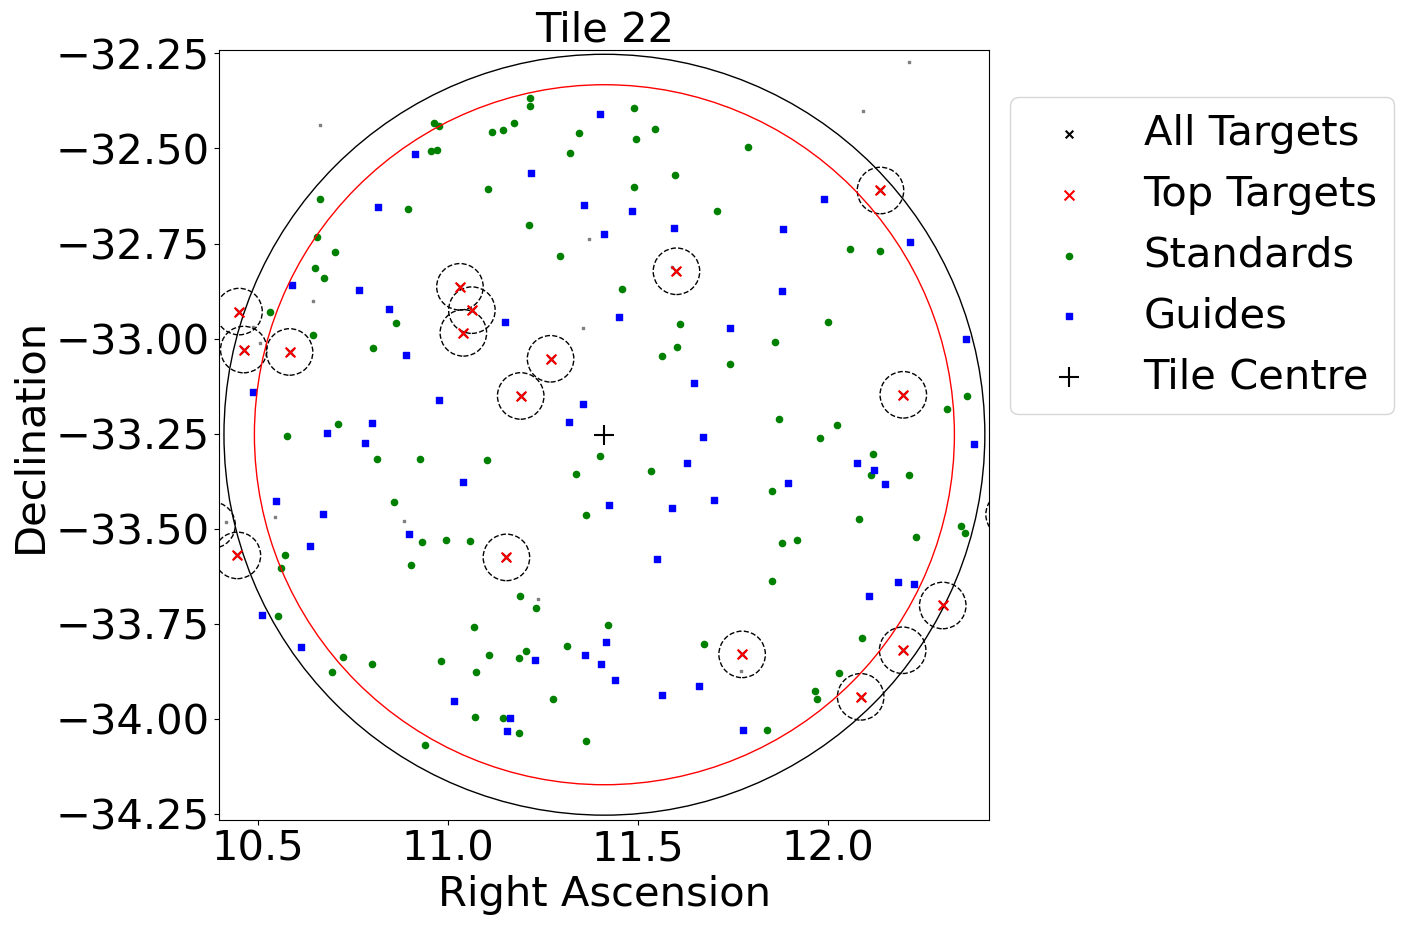 Tile 22
−32.25
−32.50
−32.75
−33.00
−33.25
−33.50
−33.75
−34.00
−34.25
Declination
10.5 11.0 11.5 12.0
Right Ascension
All Targets
Top Targets
Standards
Guides
Tile Centre